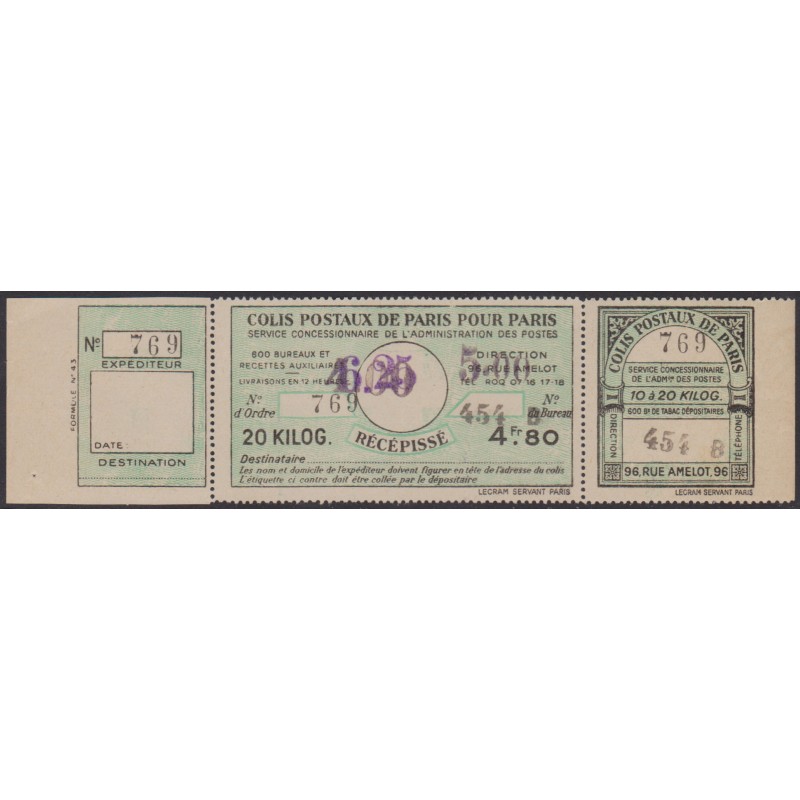 FORMULE N° 43
N° 769
EXPÉDITEUR
DATE:
DESTINATION
COLIS POSTAUX DE PARIS POUR PARIS
SERVICE CONCESSIONNAIRE DE L'ADMINISTRATION DES POSTES
600 BUREAUX ET
RECETTES AUXILIAIRES
LIVRAISONS EN 12 HEURES
6.25
5.00
DIRECTION
96, RUE AMELOT
TÉL. ROQ 07-16 17-18
N°
d'Ordre
769
N°
du Bureau
454 B
20 KILOG.
RÉCÉPISSÉ
4 Fr. 80
Destinataire
Les nom et domicile de l'expéditeur doivent figurer en tête de l'adresse du colis
L'étiquette ci contre doit être collée par le dépositaire
LECRAM SERVANT PARIS
COLIS POSTAUX DE PARIS
769
SERVICE CONCESSIONNAIRE
DE L'ADMon DES POSTES
10 à 20 KILOG.
600 Bx DE TABAC DÉPOSITAIRES
DIRECTION
454 B
TÉLÉPHONE
96, RUE AMELOT, 96
LECRAM SERVANT PARIS